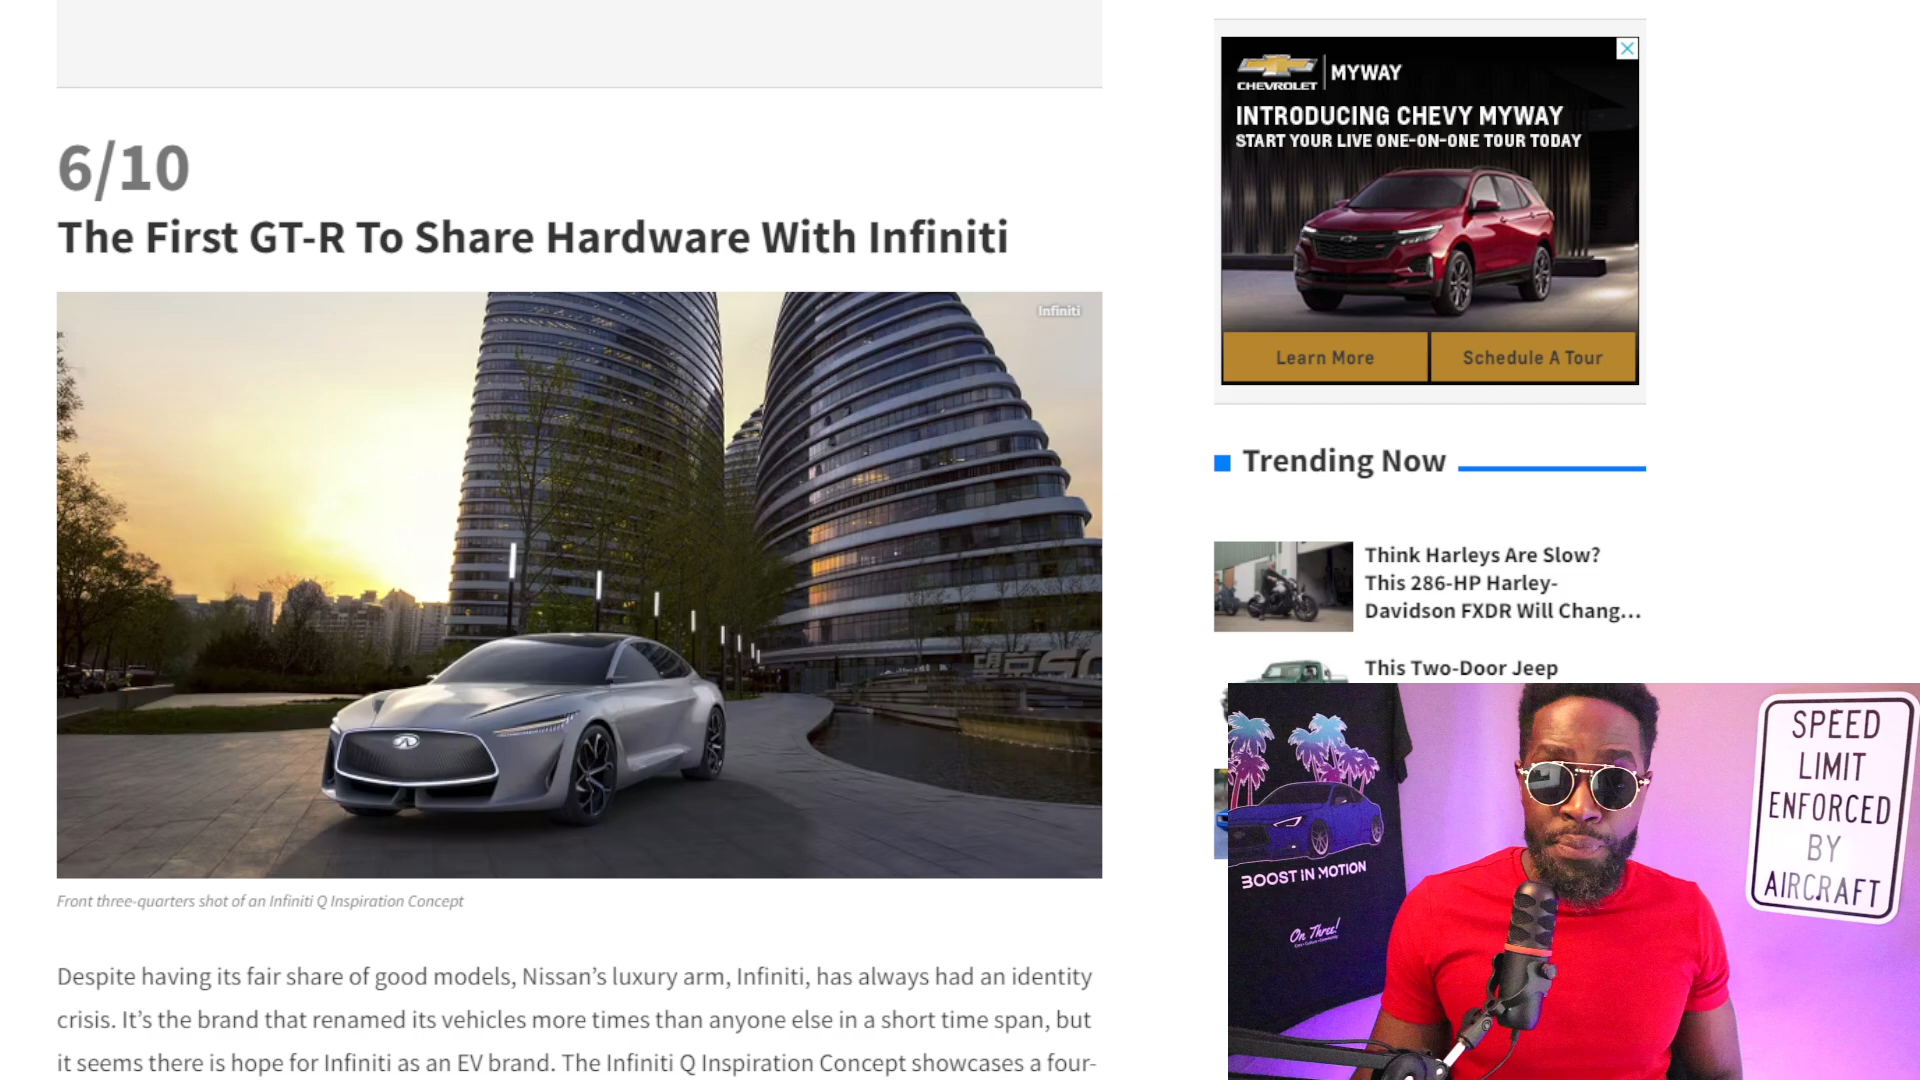 6/10
The First GT-R To Share Hardware With Infiniti
Infiniti
Front three-quarters shot of an Infiniti Q Inspiration Concept
Despite having its fair share of good models, Nissan’s luxury arm, Infiniti, has always had an identity
crisis. It’s the brand that renamed its vehicles more times than anyone else in a short time span, but
it seems there is hope for Infiniti as an EV brand. The Infiniti Q Inspiration Concept showcases a four-
CHEVROLET MYWAY
INTRODUCING CHEVY MYWAY
START YOUR LIVE ONE-ON-ONE TOUR TODAY
Learn More
Schedule A Tour
Trending Now
Think Harleys Are Slow?
This 286-HP Harley-
Davidson FXDR Will Chang...
This Two-Door Jeep
BOOST IN MOTION
On Three!
SPEED
LIMIT
ENFORCED
BY
AIRCRAFT